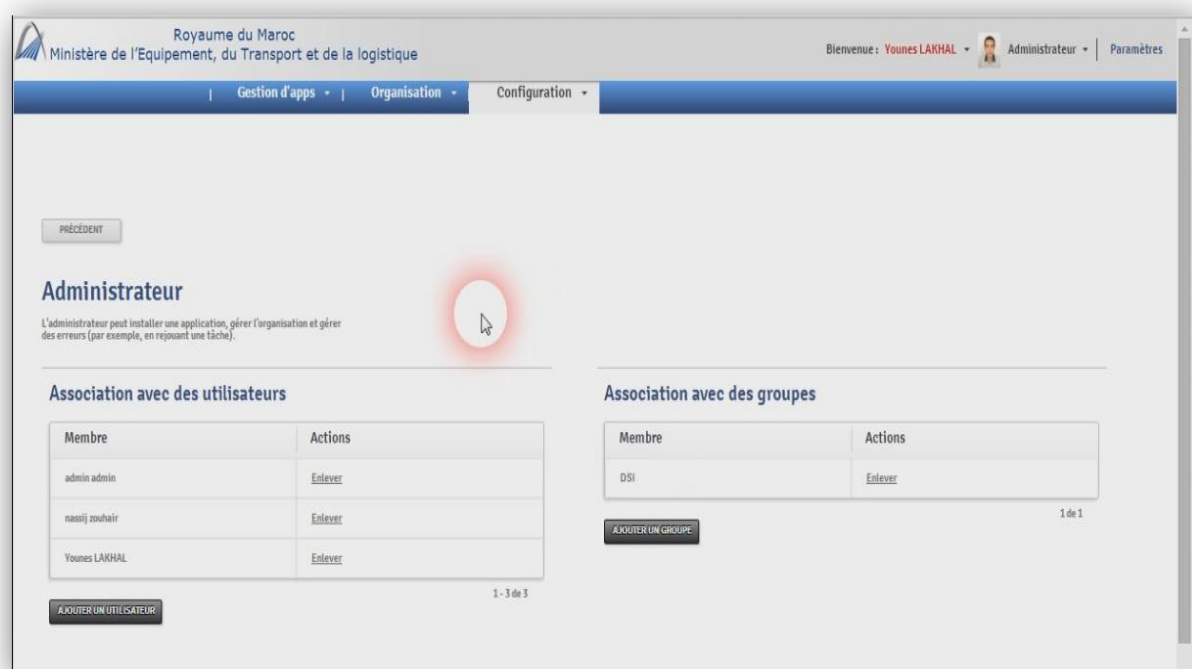 Royaume du Maroc
Ministère de l'Equipement, du Transport et de la logistique
Bienvenue : Younes LAKHAL
Administrateur
Paramètres
Gestion d'apps
Organisation
Configuration
PRÉCÉDENT
Administrateur
L'administrateur peut installer une application, gérer l'organisation et gérer
des erreurs (par exemple, en rejouant une tâche).
Association avec des utilisateurs
Membre Actions
admin admin Enlever
nassij zouhair Enlever
Younes LAKHAL Enlever
1 - 3 de 3
AJOUTER UN UTILISATEUR
Association avec des groupes
Membre Actions
DSI Enlever
1 de 1
AJOUTER UN GROUPE